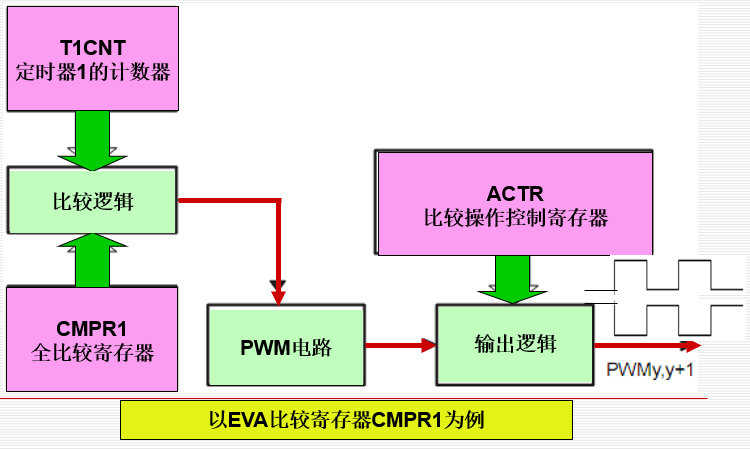 T1CNT
定时器1的计数器
比较逻辑
ACTR
比较操作控制寄存器
CMPR1
全比较寄存器
PWM电路
输出逻辑
PWMy,y+1
以EVA比较寄存器CMPR1为例